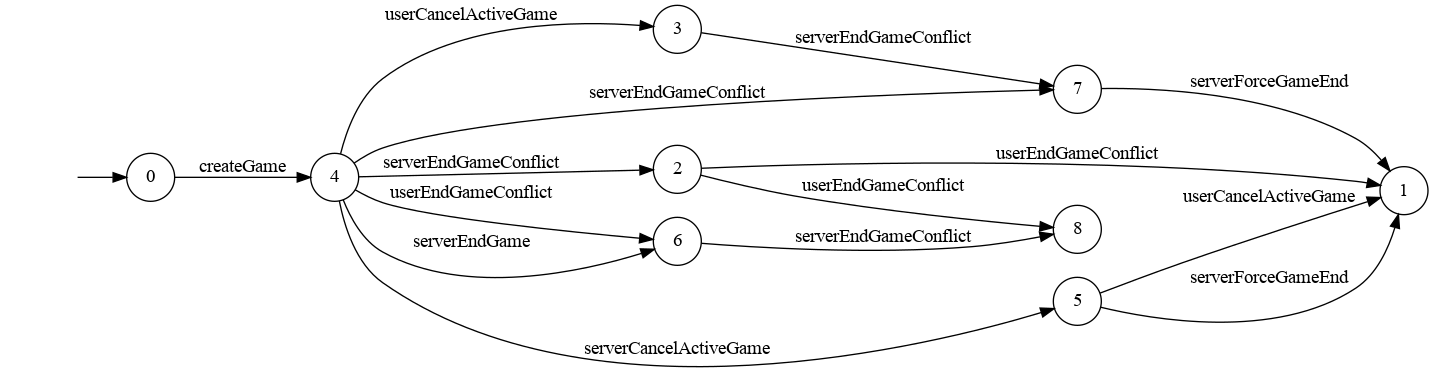 userCancelActiveGame
3
serverEndGameConflict
serverForceGameEnd
7
serverEndGameConflict
createGame
0
4
serverEndGameConflict
2
userEndGameConflict
userEndGameConflict
userEndGameConflict
userCancelActiveGame
1
serverEndGame
6
serverEndGameConflict
8
serverForceGameEnd
5
serverCancelActiveGame